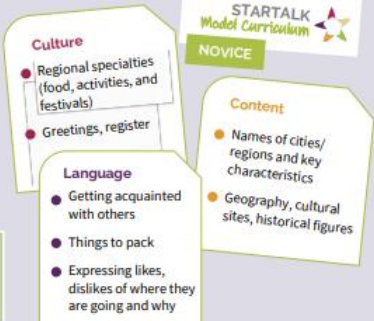 STARTALK
Model Curriculum
NOVICE
Culture
Regional specialties
(food, activities, and
festivals)
Greetings, register
Content
Names of cities/
regions and key
characteristics
Geography, cultural
sites, historical figures
Language
Getting acquainted
with others
Things to pack
Expressing likes,
dislikes of where they
are going and why